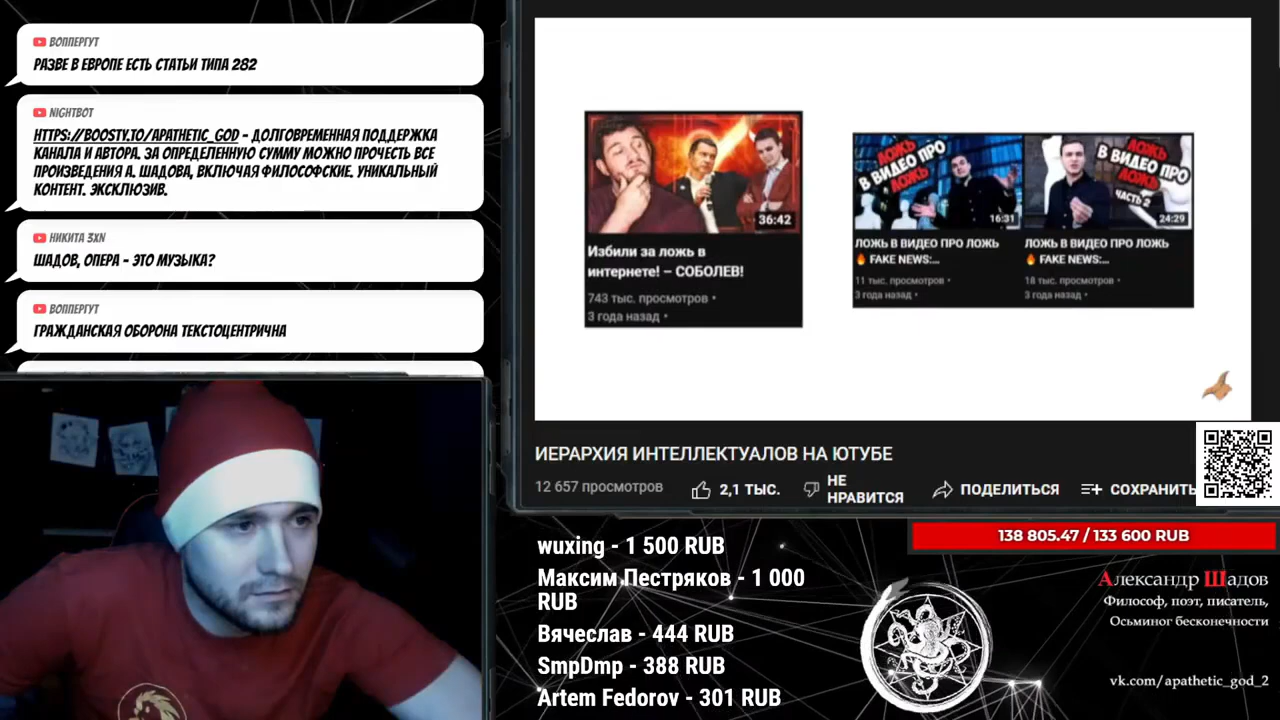 ВОППЕРГУТ
РАЗВЕ В ЕВРОПЕ ЕСТЬ СТАТЬИ ТИПА 282
NIGHTBOT
HTTPS://BOOSTY.TO/APATHETIC_GOD - ДОЛГОВРЕМЕННАЯ ПОДДЕРЖКА
КАНАЛА И АВТОРА. ЗА ОПРЕДЕЛЕННУЮ СУММУ МОЖНО ПРОЧЕСТЬ ВСЕ
ПРОИЗВЕДЕНИЯ А. ШАДОВА, ВКЛЮЧАЯ ФИЛОСОФСКИЕ. УНИКАЛЬНЫЙ
КОНТЕНТ. ЭКСКЛЮЗИВ.
НИКИТА ЗХN
ШАДОВ, ОПЕРА - ЭТО МУЗЫКА?
ВОППЕРГУТ
ГРАЖДАНСКАЯ ОБОРОНА ТЕКСТОЦЕНТРИЧНА
36:42
Избили за ложь в
интернете! – СОБОЛЕВ!
743 тыс. просмотров •
3 года назад •
ЛОЖЬ
В ВИДЕО ПРО
ЛОЖЬ
16:31
ЛОЖЬ В ВИДЕО ПРО ЛОЖЬ
🔥 FAKE NEWS:...
11 тыс. просмотров •
3 года назад •
ЛОЖЬ
В ВИДЕО ПРО
ЛОЖЬ
ЧАСТЬ 2
24:29
ЛОЖЬ В ВИДЕО ПРО ЛОЖЬ
🔥 FAKE NEWS:...
18 тыс. просмотров •
3 года назад •
ИЕРАРХИЯ ИНТЕЛЛЕКТУАЛОВ НА ЮТУБЕ
12 657 просмотров
2,1 ТЫС.
НЕ
НРАВИТСЯ
ПОДЕЛИТЬСЯ
СОХРАНИТЬ
138 805.47 / 133 600 RUB
wuxing - 1 500 RUB
Максим Пестряков - 1 000
RUB
Вячеслав - 444 RUB
SmpDmp - 388 RUB
Artem Fedorov - 301 RUB
Александр Шадов
Философ, поэт, писатель,
Осьминог бесконечности
vk.com/apathetic_god_2